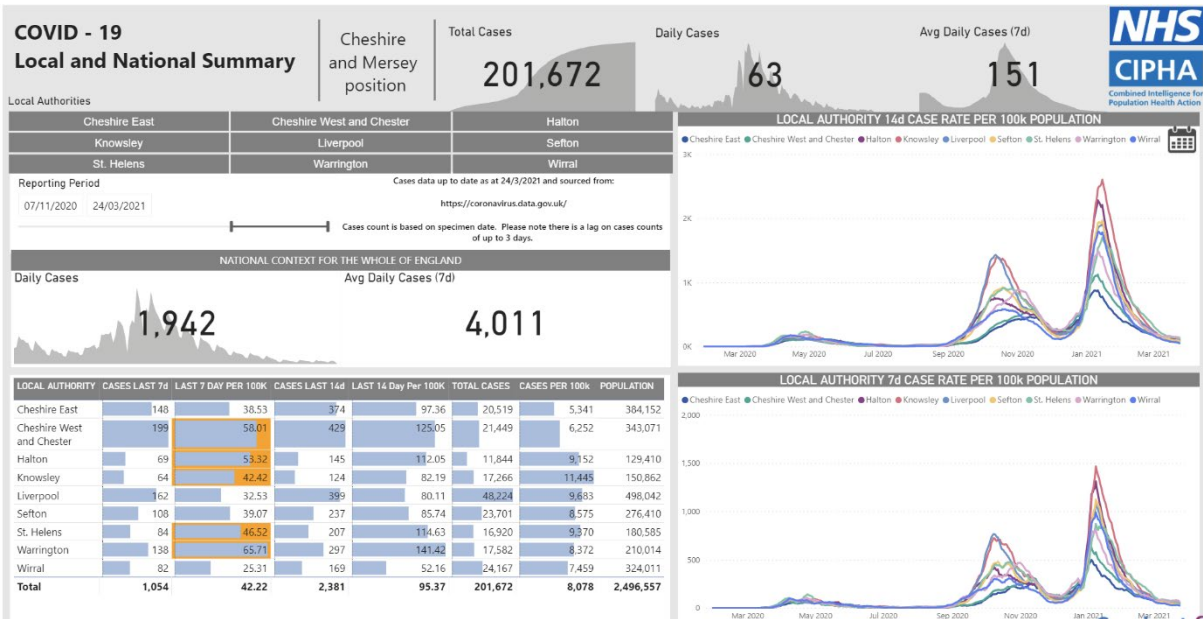 COVID - 19
Local and National Summary
Cheshire
and Mersey
position
Total Cases
201,672
Daily Cases
63
Avg Daily Cases (7d)
151
NHS
CIPHA
Combined Intelligence for
Population Health Action
Local Authorities
Cheshire East Cheshire West and Chester Halton
Knowsley Liverpool Sefton
St. Helens Warrington Wirral
Reporting Period
07/11/2020 24/03/2021
Cases data up to date as at 24/3/2021 and sourced from:
https://coronavirus.data.gov.uk/
Cases count is based on specimen date. Please note there is a lag on cases counts
of up to 3 days.
NATIONAL CONTEXT FOR THE WHOLE OF ENGLAND
Daily Cases
1,942
Avg Daily Cases (7d)
4,011
LOCAL AUTHORITY CASES LAST 7d LAST 7 DAY PER 100K CASES LAST 14d LAST 14 Day Per 100K TOTAL CASES CASES PER 100k POPULATION
Cheshire East 148 38.53 374 97.36 20,519 5,341 384,152
Cheshire West 199 58.01 429 125.05 21,449 6,252 343,071
and Chester
Halton 69 53.32 145 112.05 11,844 9,152 129,410
Knowsley 64 42.42 124 82.19 17,266 11,445 150,862
Liverpool 162 32.53 399 80.11 48,224 9,683 498,042
Sefton 108 39.07 237 85.74 23,701 8,575 276,410
St. Helens 84 46.52 207 114.63 16,920 9,370 180,585
Warrington 138 65.71 297 141.42 17,582 8,372 210,014
Wirral 82 25.31 169 52.16 24,167 7,459 324,011
Total 1,054 42.22 2,381 95.37 201,672 8,078 2,496,557
LOCAL AUTHORITY 14d CASE RATE PER 100k POPULATION
Cheshire East Cheshire West and Chester Halton Knowsley Liverpool Sefton St. Helens Warrington Wirral
3K
2K
1K
0K
Mar 2020 May 2020 Jul 2020 Sep 2020 Nov 2020 Jan 2021 Mar 2021
LOCAL AUTHORITY 7d CASE RATE PER 100k POPULATION
Cheshire East Cheshire West and Chester Halton Knowsley Liverpool Sefton St. Helens Warrington Wirral
2,000
1,500
1,000
500
0
Mar 2020 May 2020 Jul 2020 Sep 2020 Nov 2020 Jan 2021 Mar 2021